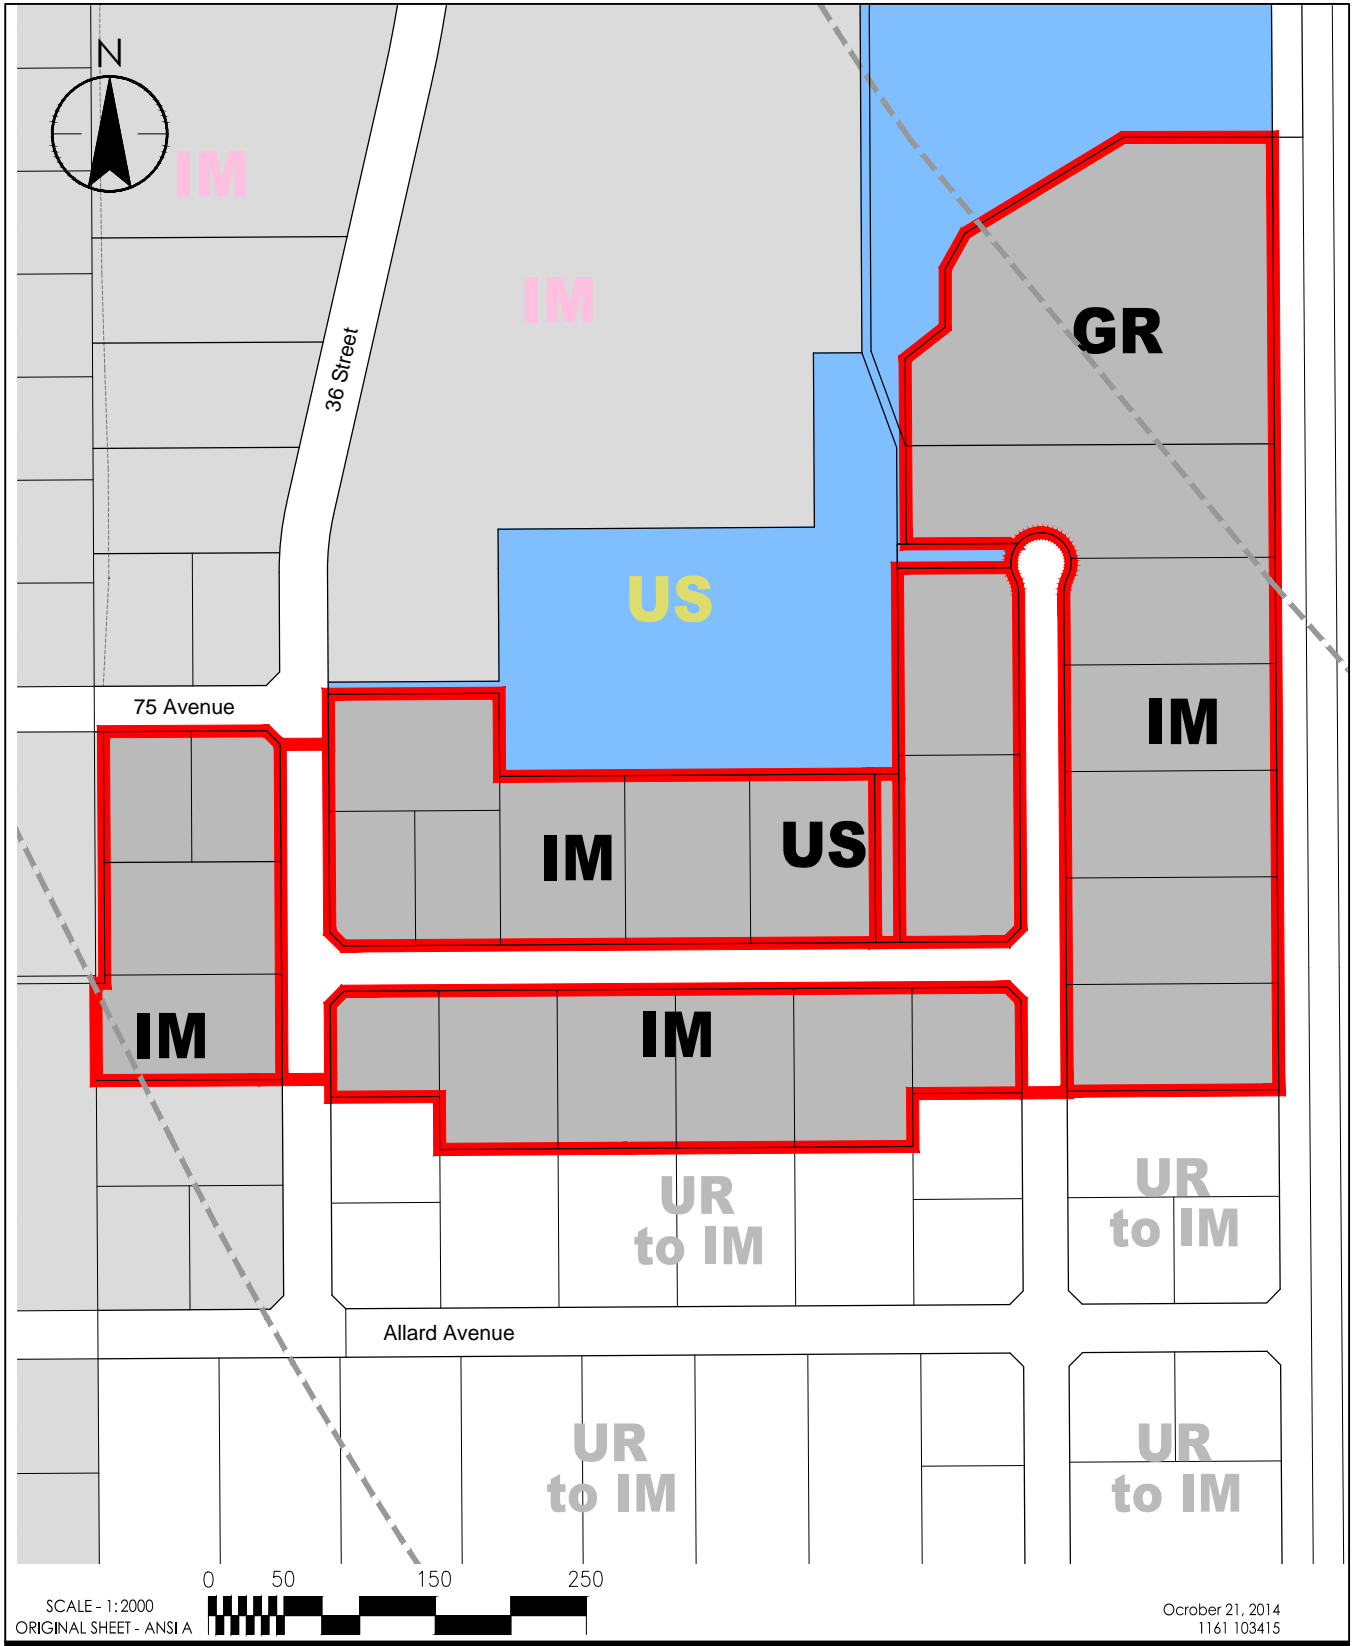 N
IM
IM
36 Street
GR
US
75 Avenue
IM
IM
US
IM
IM
UR
to IM
UR
to IM
Allard Avenue
UR
to IM
UR
to IM
0 50 150 250
SCALE - 1:2000
ORIGINAL SHEET - ANSI A
Ocrober 21, 2014
1161 103415